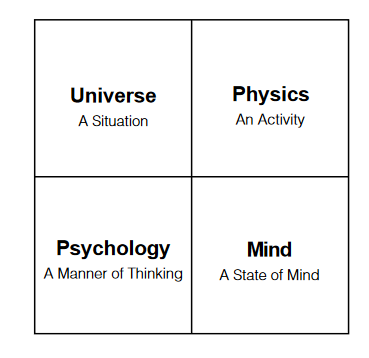 Universe
A Situation
Physics
An Activity
Psychology
A Manner of Thinking
Mind
A State of Mind